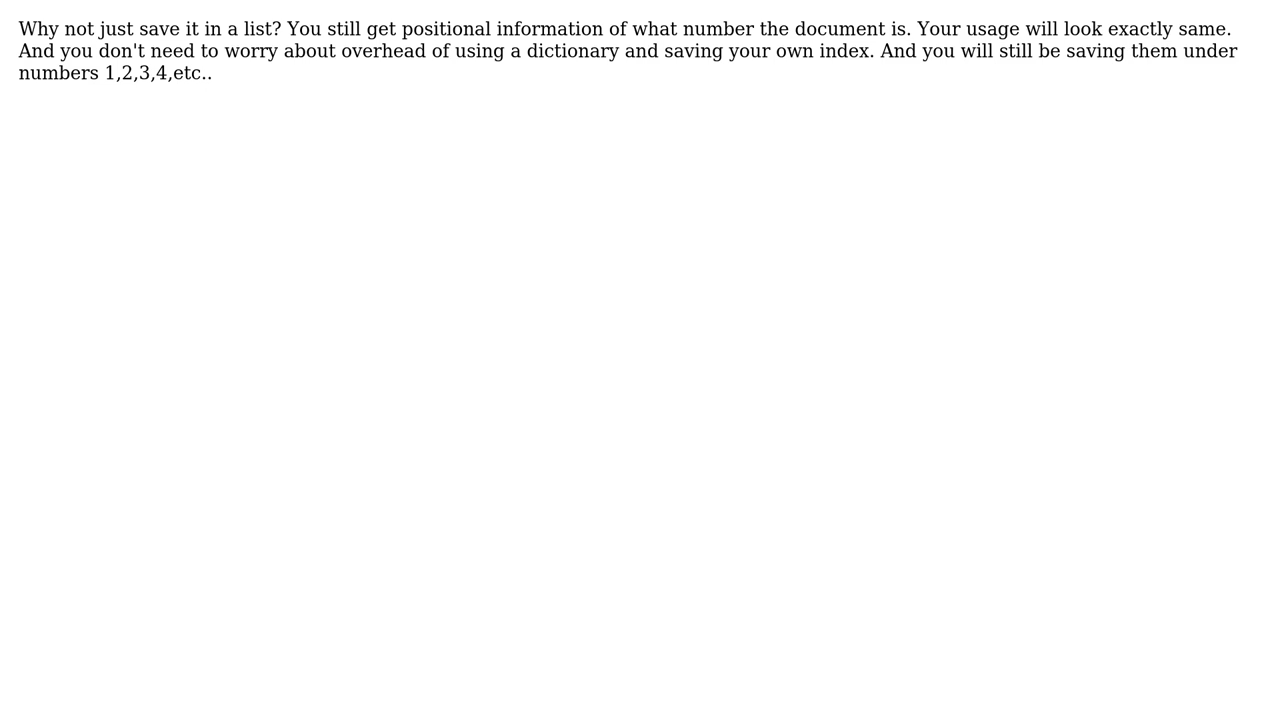 Why not just save it in a list? You still get positional information of what number the document is. Your usage will look exactly same.
And you don't need to worry about overhead of using a dictionary and saving your own index. And you will still be saving them under
numbers 1,2,3,4,etc..